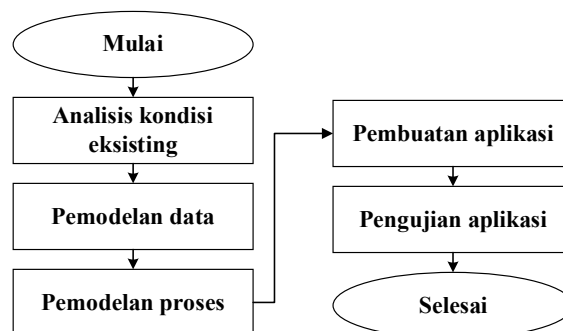 Mulai
Analisis kondisi
eksisting
Pemodelan data
Pemodelan proses
Pembuatan aplikasi
Pengujian aplikasi
Selesai